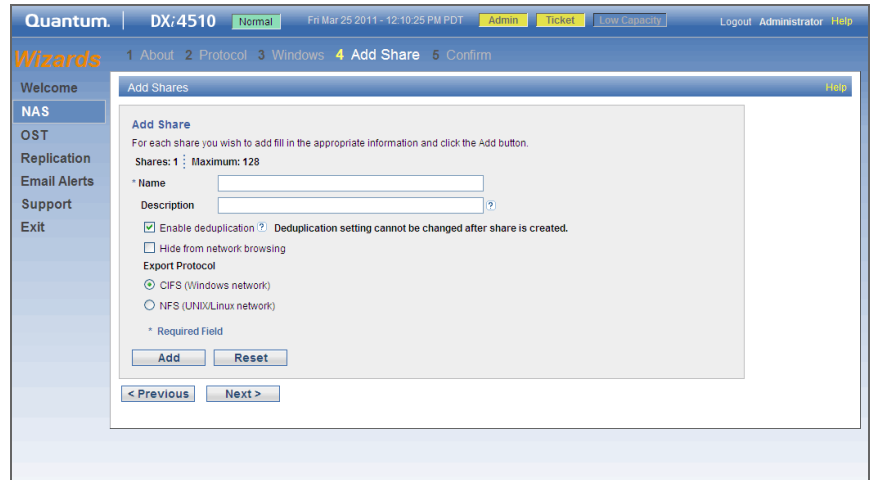 Quantum. DXi4510 Normal Fri Mar 25 2011 - 12:10:25 PM PDT Admin Ticket Low Capacity Logout Administrator Help
Wizards 1 About 2 Protocol 3 Windows 4 Add Share 5 Confirm
Welcome
NAS
OST
Replication
Email Alerts
Support
Exit
Add Shares Help
Add Share
For each share you wish to add fill in the appropriate information and click the Add button.
Shares: 1 Maximum: 128
* Name
Description ?
Enable deduplication ? Deduplication setting cannot be changed after share is created.
Hide from network browsing
Export Protocol
CIFS (Windows network)
NFS (UNIX/Linux network)
* Required Field
Add Reset
< Previous Next >